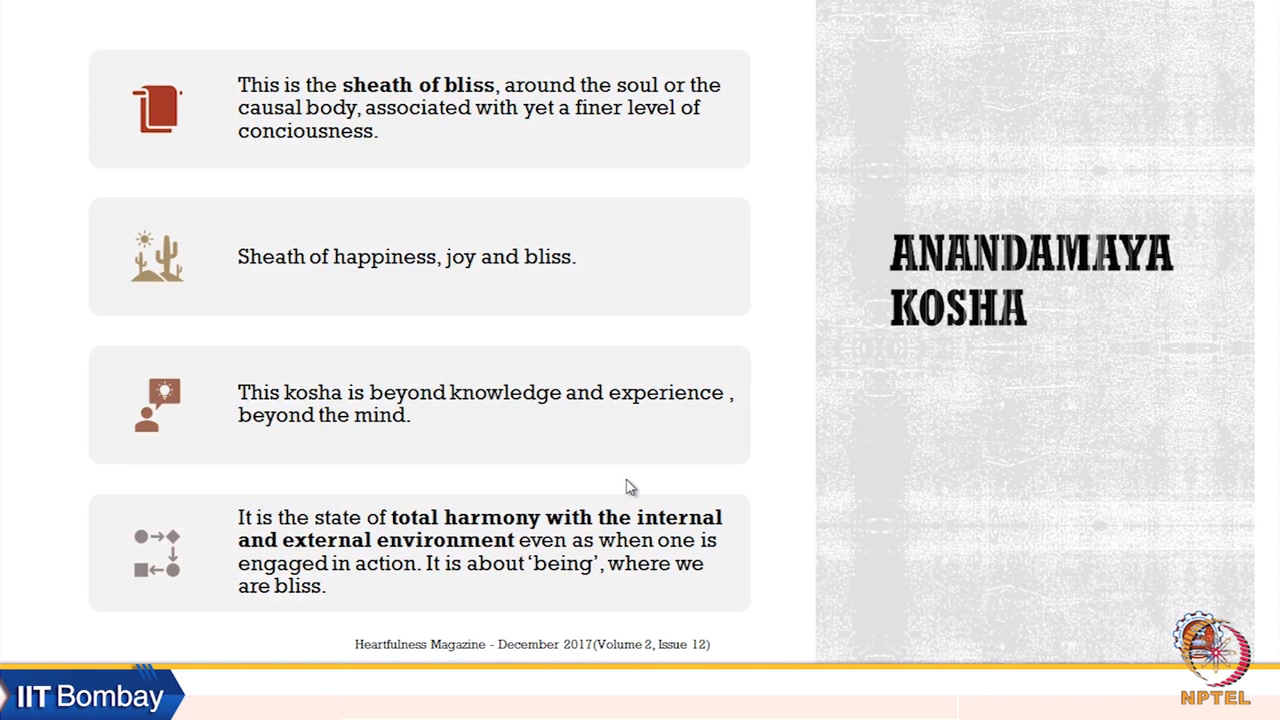 This is the sheath of bliss, around the soul or the
causal body, associated with yet a finer level of
conciousness.
Sheath of happiness, joy and bliss.
This kosha is beyond knowledge and experience ,
beyond the mind.
It is the state of total harmony with the internal
and external environment even as when one is
engaged in action. It is about ‘being’, where we
are bliss.
Heartfulness Magazine - December 2017(Volume 2, Issue 12)
ANANDAMAYA
KOSHA
IIT Bombay
NPTEL